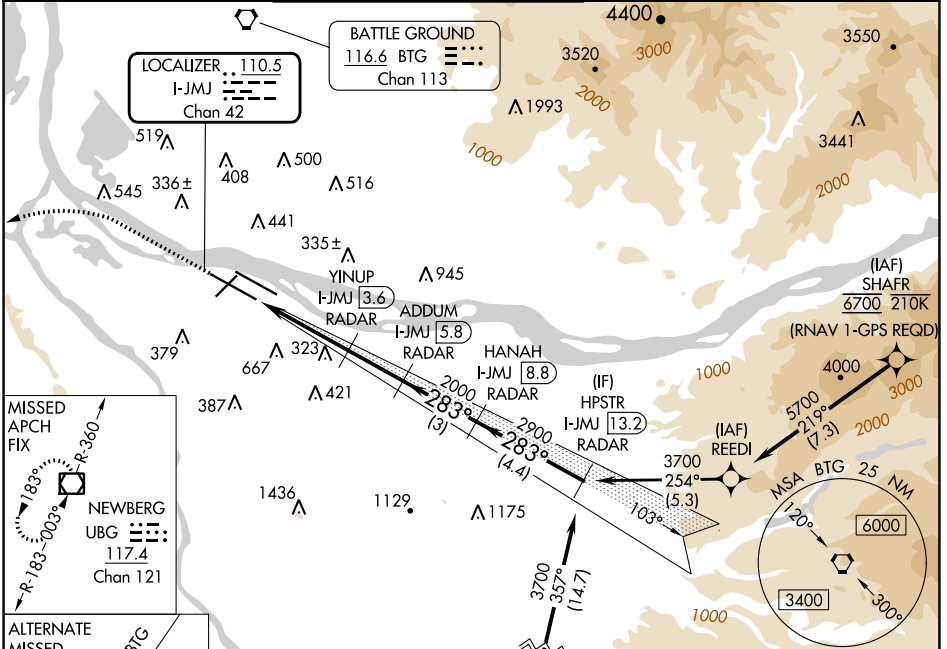 4400
3000
3520
3550
BATTLE GROUND
116.6 BTG
Chan 113
2000
LOCALIZER 110.5
I-JMJ
Chan 42
1993
3441
1000
2000
519
408
500
516
545
336±
441
335±
945
YINUP
I-JMJ 3.6
RADAR
ADDUM
I-JMJ 5.8
RADAR
HANAH
I-JMJ 8.8
RADAR
(IF)
HPSTR
I-JMJ 13.2
RADAR
(IAF)
SHAFR
6700 210K
(RNAV 1-GPS REQD)
379
667
323
421
387
2000
283°
(3)
2900
283°
(4.4)
1000
4000
3000
5700
219°
(7.3)
2000
(IAF)
REEDI
3700
254°
(5.3)
103°
MISSED
APCH
FIX
R-360
183°
R-183-003°
NEWBERG
UBG
117.4
Chan 121
1436
1129
1175
3700
357°
(14.7)
MSA BTG 25 NM
120°
6000
3400
300°
1000
ALTERNATE
MISSED
BTG